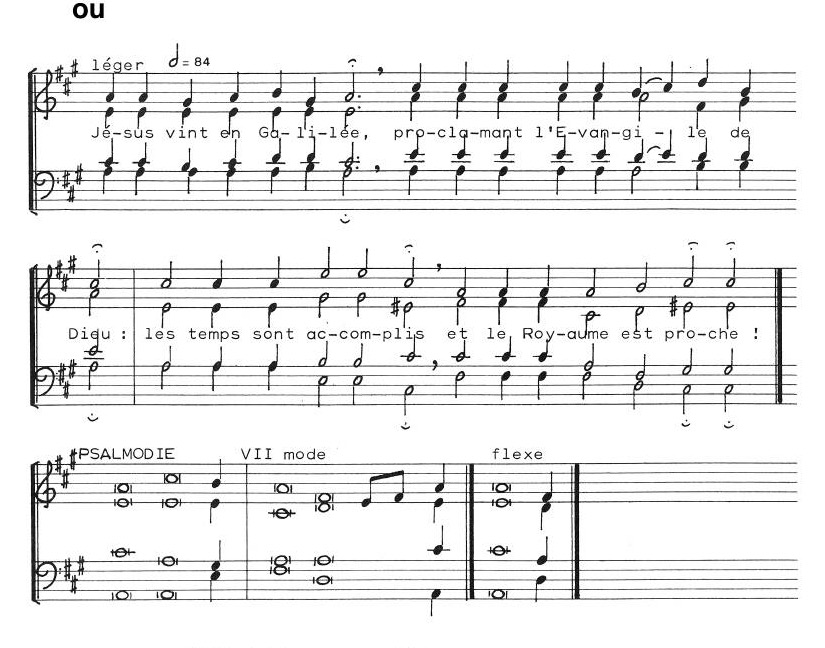 ou
léger 𝅗𝅥 = 84
Jé-sus vint en Ga-li-lée, pro-cla-mant l'E-van-gi - le de
Dieu : les temps sont ac-com-plis et le Roy-aume est pro-che !
PSALMODIE VII mode flexe